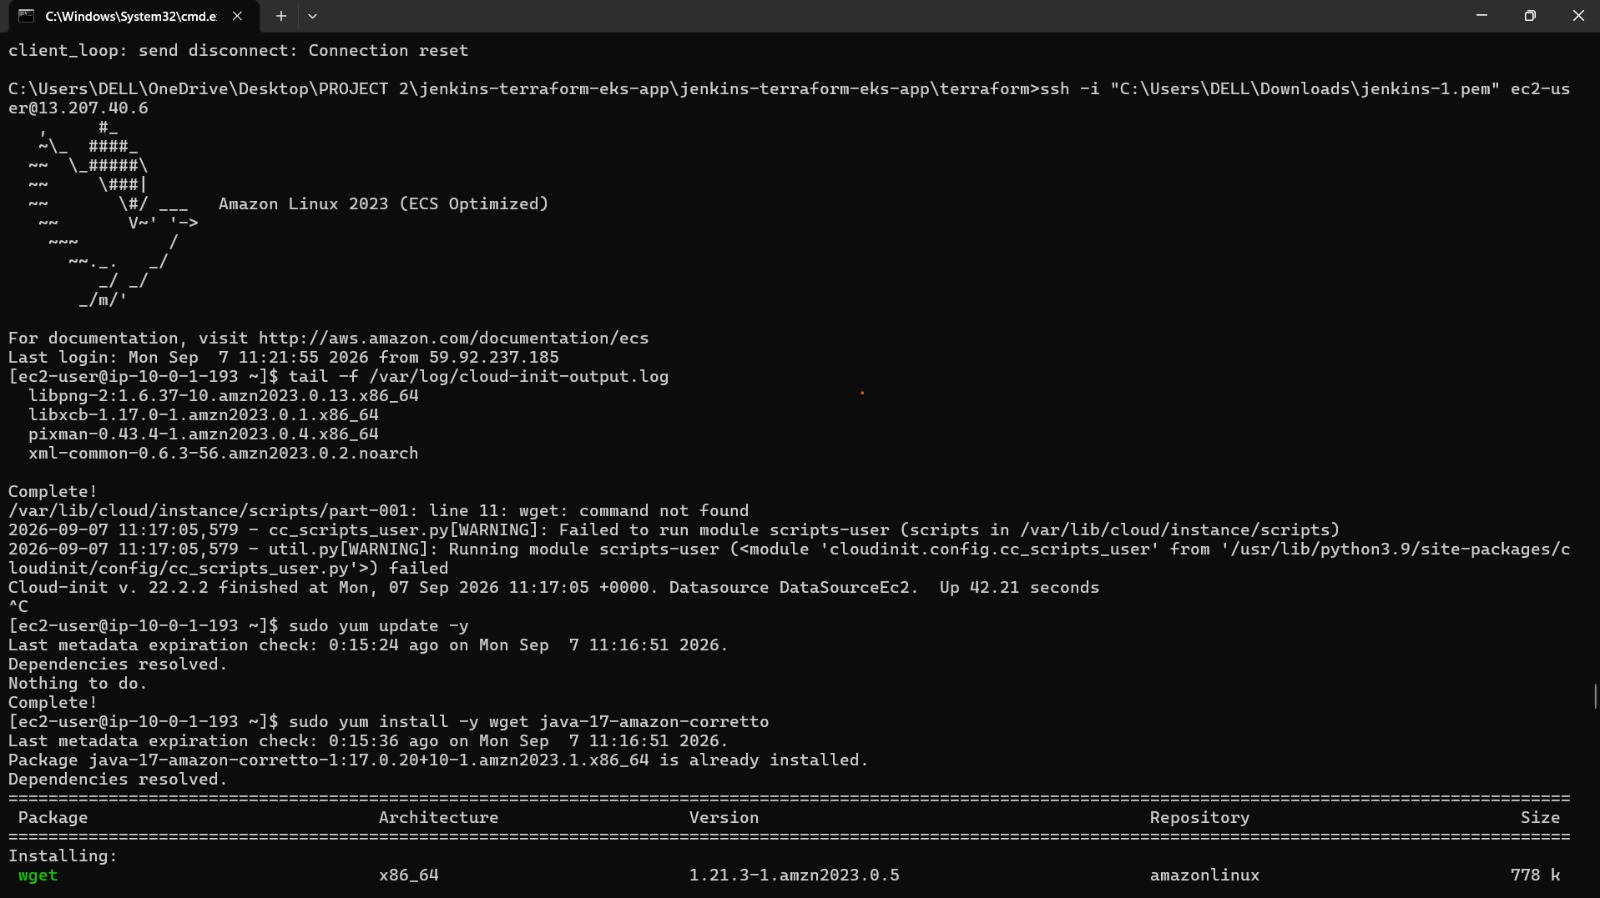 C:\Windows\System32\cmd.e
client_loop: send disconnect: Connection reset
C:\Users\DELL\OneDrive\Desktop\PROJECT 2\jenkins-terraform-eks-app\jenkins-terraform-eks-app\terraform>ssh -i "C:\Users\DELL\Downloads\jenkins-1.pem" ec2-us
er@13.207.40.6
   ,     #_
   ~\_  ####_
  ~~  \_#####\
  ~~     \###|
  ~~       \#/ ___   Amazon Linux 2023 (ECS Optimized)
   ~~       V~' '->
    ~~~         /
      ~~._.   _/
         _/ _/
       _/m/'
For documentation, visit http://aws.amazon.com/documentation/ecs
Last login: Mon Sep  7 11:21:55 2026 from 59.92.237.185
[ec2-user@ip-10-0-1-193 ~]$ tail -f /var/log/cloud-init-output.log
  libpng-2:1.6.37-10.amzn2023.0.13.x86_64
  libxcb-1.17.0-1.amzn2023.0.1.x86_64
  pixman-0.43.4-1.amzn2023.0.4.x86_64
  xml-common-0.6.3-56.amzn2023.0.2.noarch
Complete!
/var/lib/cloud/instance/scripts/part-001: line 11: wget: command not found
2026-09-07 11:17:05,579 - cc_scripts_user.py[WARNING]: Failed to run module scripts-user (scripts in /var/lib/cloud/instance/scripts)
2026-09-07 11:17:05,579 - util.py[WARNING]: Running module scripts-user (<module 'cloudinit.config.cc_scripts_user' from '/usr/lib/python3.9/site-packages/c
loudinit/config/cc_scripts_user.py'>) failed
Cloud-init v. 22.2.2 finished at Mon, 07 Sep 2026 11:17:05 +0000. Datasource DataSourceEc2.  Up 42.21 seconds
^C
[ec2-user@ip-10-0-1-193 ~]$ sudo yum update -y
Last metadata expiration check: 0:15:24 ago on Mon Sep  7 11:16:51 2026.
Dependencies resolved.
Nothing to do.
Complete!
[ec2-user@ip-10-0-1-193 ~]$ sudo yum install -y wget java-17-amazon-corretto
Last metadata expiration check: 0:15:36 ago on Mon Sep  7 11:16:51 2026.
Package java-17-amazon-corretto-1:17.0.20+10-1.amzn2023.1.x86_64 is already installed.
Dependencies resolved.
================================================================================
 Package    Architecture    Version    Repository    Size
================================================================================
Installing:
 wget    x86_64    1.21.3-1.amzn2023.0.5    amazonlinux    778 k